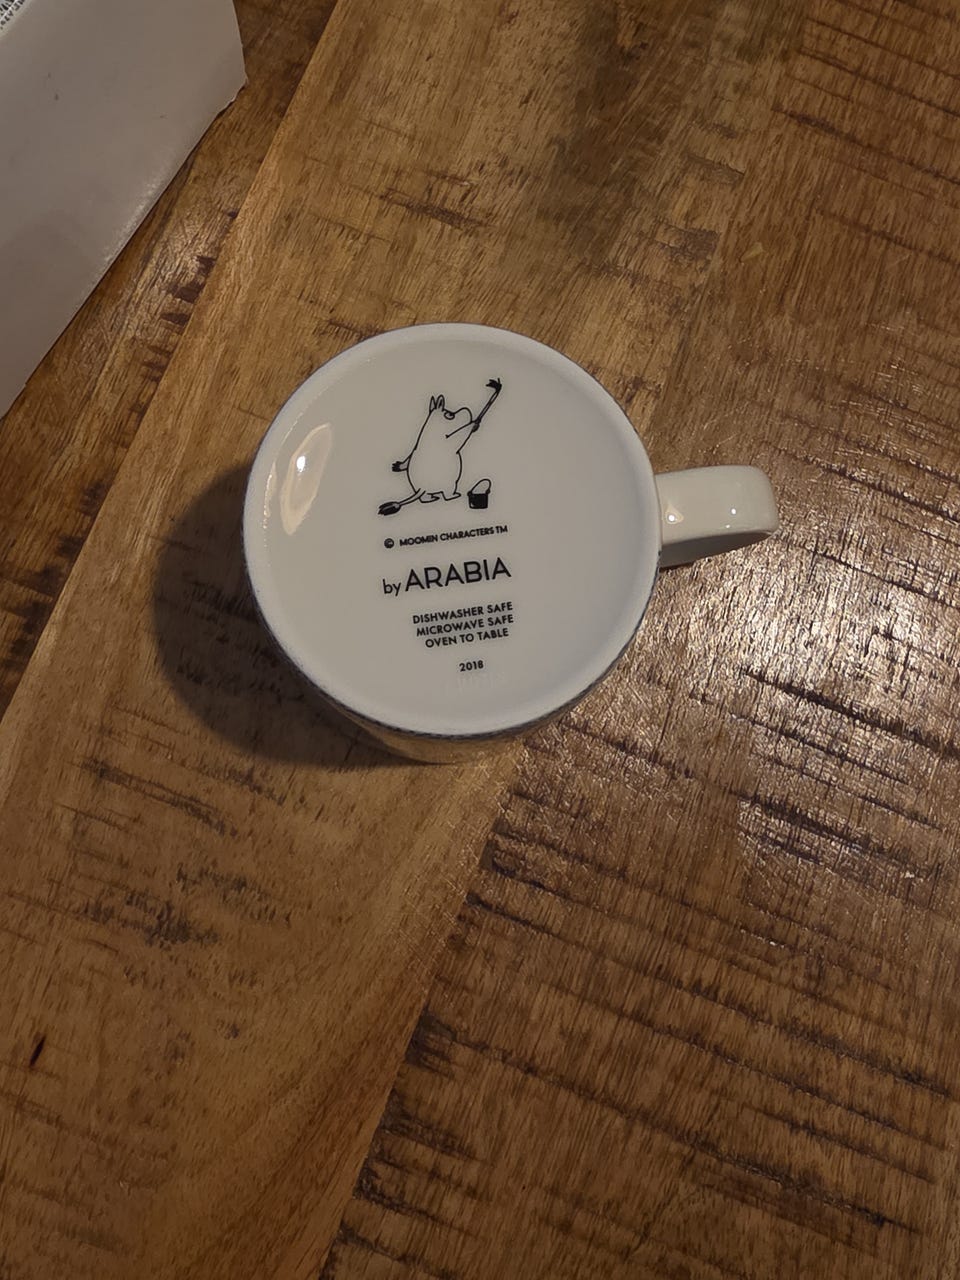 © MOOMIN CHARACTERS TM
by ARABIA
DISHWASHER SAFE
MICROWAVE SAFE
OVEN TO TABLE
2018